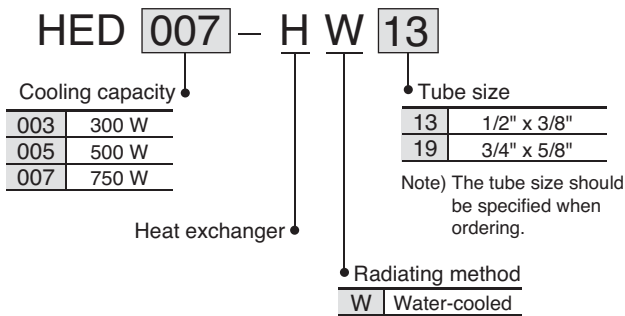 HED 007 – H W 13
Cooling capacity
003 300 W
005 500 W
007 750 W
Tube size
13 1/2" x 3/8"
19 3/4" x 5/8"
Note) The tube size should
be specified when
ordering.
Heat exchanger
Radiating method
W Water-cooled